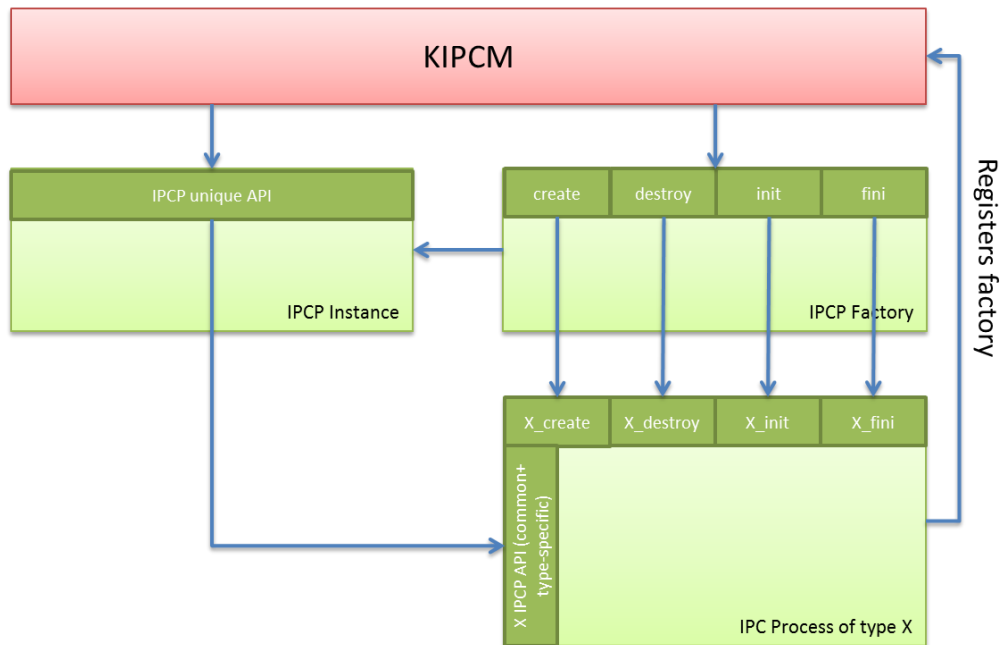 KIPCM
IPCP unique API
create
destroy
init
fini
IPCP Instance
IPCP Factory
Registers factory
X_create
X_destroy
X_init
X_fini
X IPCP API (common+
type-specific)
IPC Process of type X